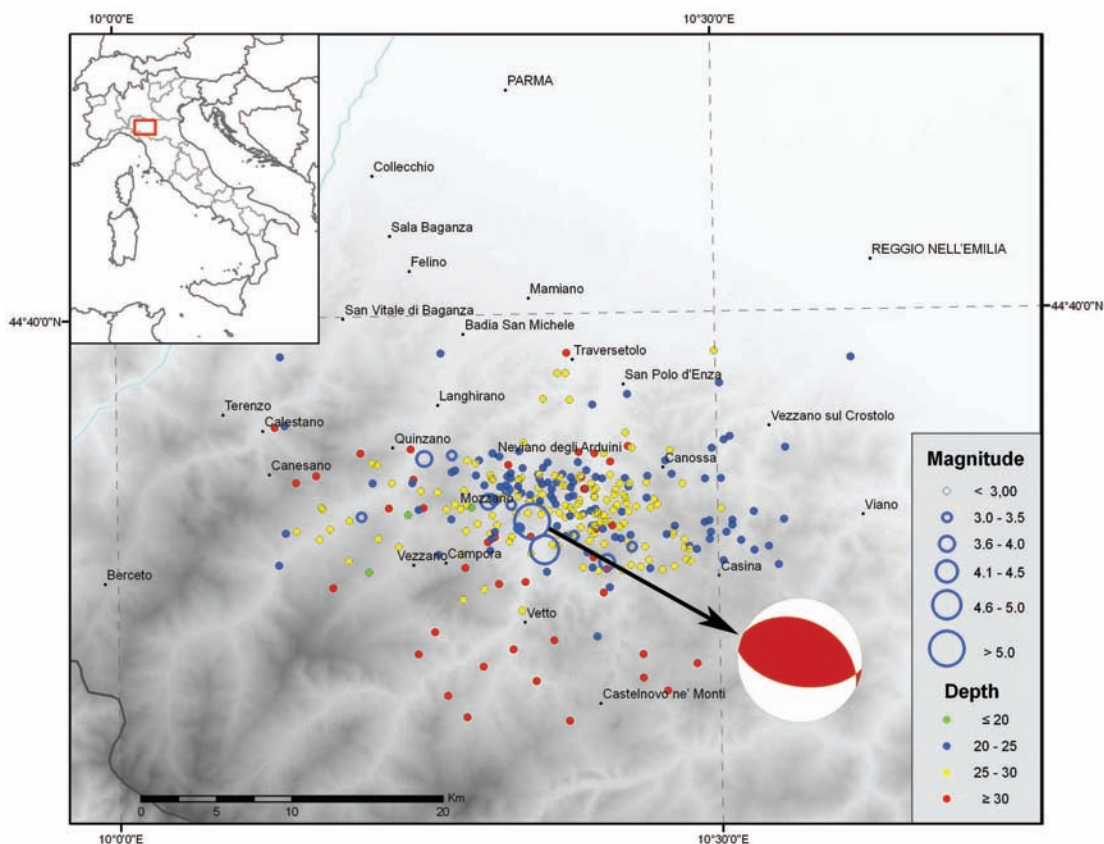 10°0'0"E
10°30'0"E
PARMA
Collecchio
Sala Baganza
REGGIO NELL'EMILIA
Felino
Mamiano
44°40'0"N
San Vitale di Baganza
44°40'0"N
Badia San Michele
Traversetolo
San Polo d'Enza
Langhirano
Terenzo
Vezzano sul Crostolo
Calestano
Quinzano
Neviano degli Arduini
Canossa
Canesano
Mozzano
Viano
Vezzano
Campora
Casina
Berceto
Vetto
Castelnovo ne' Monti
Magnitude
< 3,00
3.0 - 3.5
3.6 - 4.0
4.1 - 4.5
4.6 - 5.0
> 5.0
Depth
≤ 20
20 - 25
25 - 30
≥ 30
Km
0
5
10
20
10°0'0"E
10°30'0"E